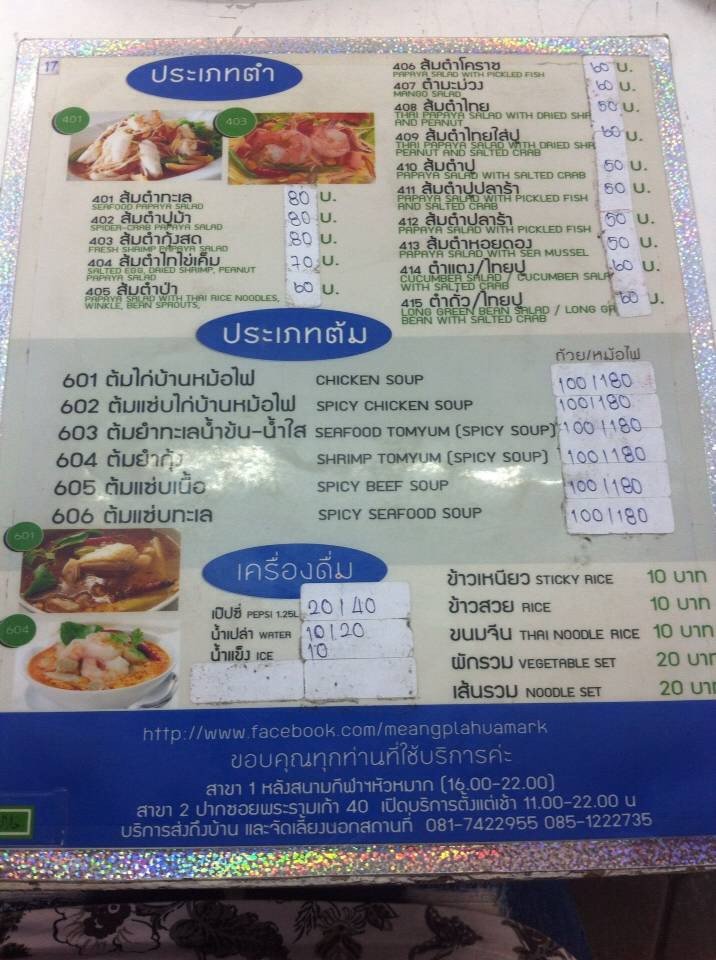 17
ประเภทตำ
401
403
401 ส้มตำทะเล 80 บ.
SEAFOOD PAPAYA SALAD
402 ส้มตำปูม้า 80 บ.
SPIDER-CRAB PAPAYA SALAD
403 ส้มตำกุ้งสด 80 บ.
FRESH SHRIMP PAPAYA SALAD
404 ส้มตำไทไข่เค็ม 70 บ.
SALTED EGG, DRIED SHRIMP, PEANUT
PAPAYA SALAD
405 ส้มตำป่า 60 บ.
PAPAYA SALAD WITH THAI RICE NOODLES,
WINKLE, BEAN SPROUTS,
406 ส้มตำโคราช 60 บ.
PAPAYA SALAD WITH PICKLED FISH
407 ตำมะม่วง 60 บ.
MANGO SALAD
408 ส้มตำไทย 50 บ.
THAI PAPAYA SALAD WITH DRIED SHR
AND PEANUT
409 ส้มตำไทยใส่ปู 60 บ.
THAI PAPAYA SALAD WITH DRIED SHR
PEANUT AND SALTED CRAB
410 ส้มตำปู 50 บ.
PAPAYA SALAD WITH SALTED CRAB
411 ส้มตำปูปลาร้า 50 บ.
PAPAYA SALAD WITH PICKLED FISH
AND SALTED CRAB
412 ส้มตำปลาร้า 50 บ.
PAPAYA SALAD WITH PICKLED FISH
413 ส้มตำหอยดอง 50 บ.
PAPAYA SALAD WITH SEA MUSSEL
414 ตำแตง/ไทยปู 60 บ.
CUCUMBER SALAD / CUCUMBER SALA
WITH SALTED CRAB
415 ตำถั่ว/ไทยปู 60 บ.
LONG GREEN BEAN SALAD / LONG GR
BEAN WITH SALTED CRAB
ประเภทต้ม
ถ้วย/หม้อไฟ
601 ต้มไก่บ้านหม้อไฟ CHICKEN SOUP 100/180
602 ต้มแซ่บไก่บ้านหม้อไฟ SPICY CHICKEN SOUP 100/180
603 ต้มยำทะเลน้ำข้น-น้ำใส SEAFOOD TOMYUM (SPICY SOUP) 100/180
604 ต้มยำกุ้ง SHRIMP TOMYUM (SPICY SOUP) 100/180
605 ต้มแซ่บเนื้อ SPICY BEEF SOUP 100/180
606 ต้มแซ่บทะเล SPICY SEAFOOD SOUP 100/180
601
604
เครื่องดื่ม
เป๊ปซี่ PEPSI 1.25L 20/40
น้ำเปล่า WATER 10/20
น้ำแข็ง ICE 10
ข้าวเหนียว STICKY RICE 10 บาท
ข้าวสวย RICE 10 บาท
ขนมจีน THAI NOODLE RICE 10 บาท
ผักรวม VEGETABLE SET 20 บาท
เส้นรวม NOODLE SET 20 บาท
http://www.facebook.com/meangplahuamark
ขอบคุณทุกท่านที่ใช้บริการค่ะ
สาขา 1 หลังสนามกีฬาฯหัวหมาก (16.00-22.00)
สาขา 2 ปากซอยพระรามเก้า 40 เปิดบริการตั้งแต่เช้า 11.00-22.00 น
บริการส่งถึงบ้าน และจัดเลี้ยงนอกสถานที่ 081-7422955 085-1222735